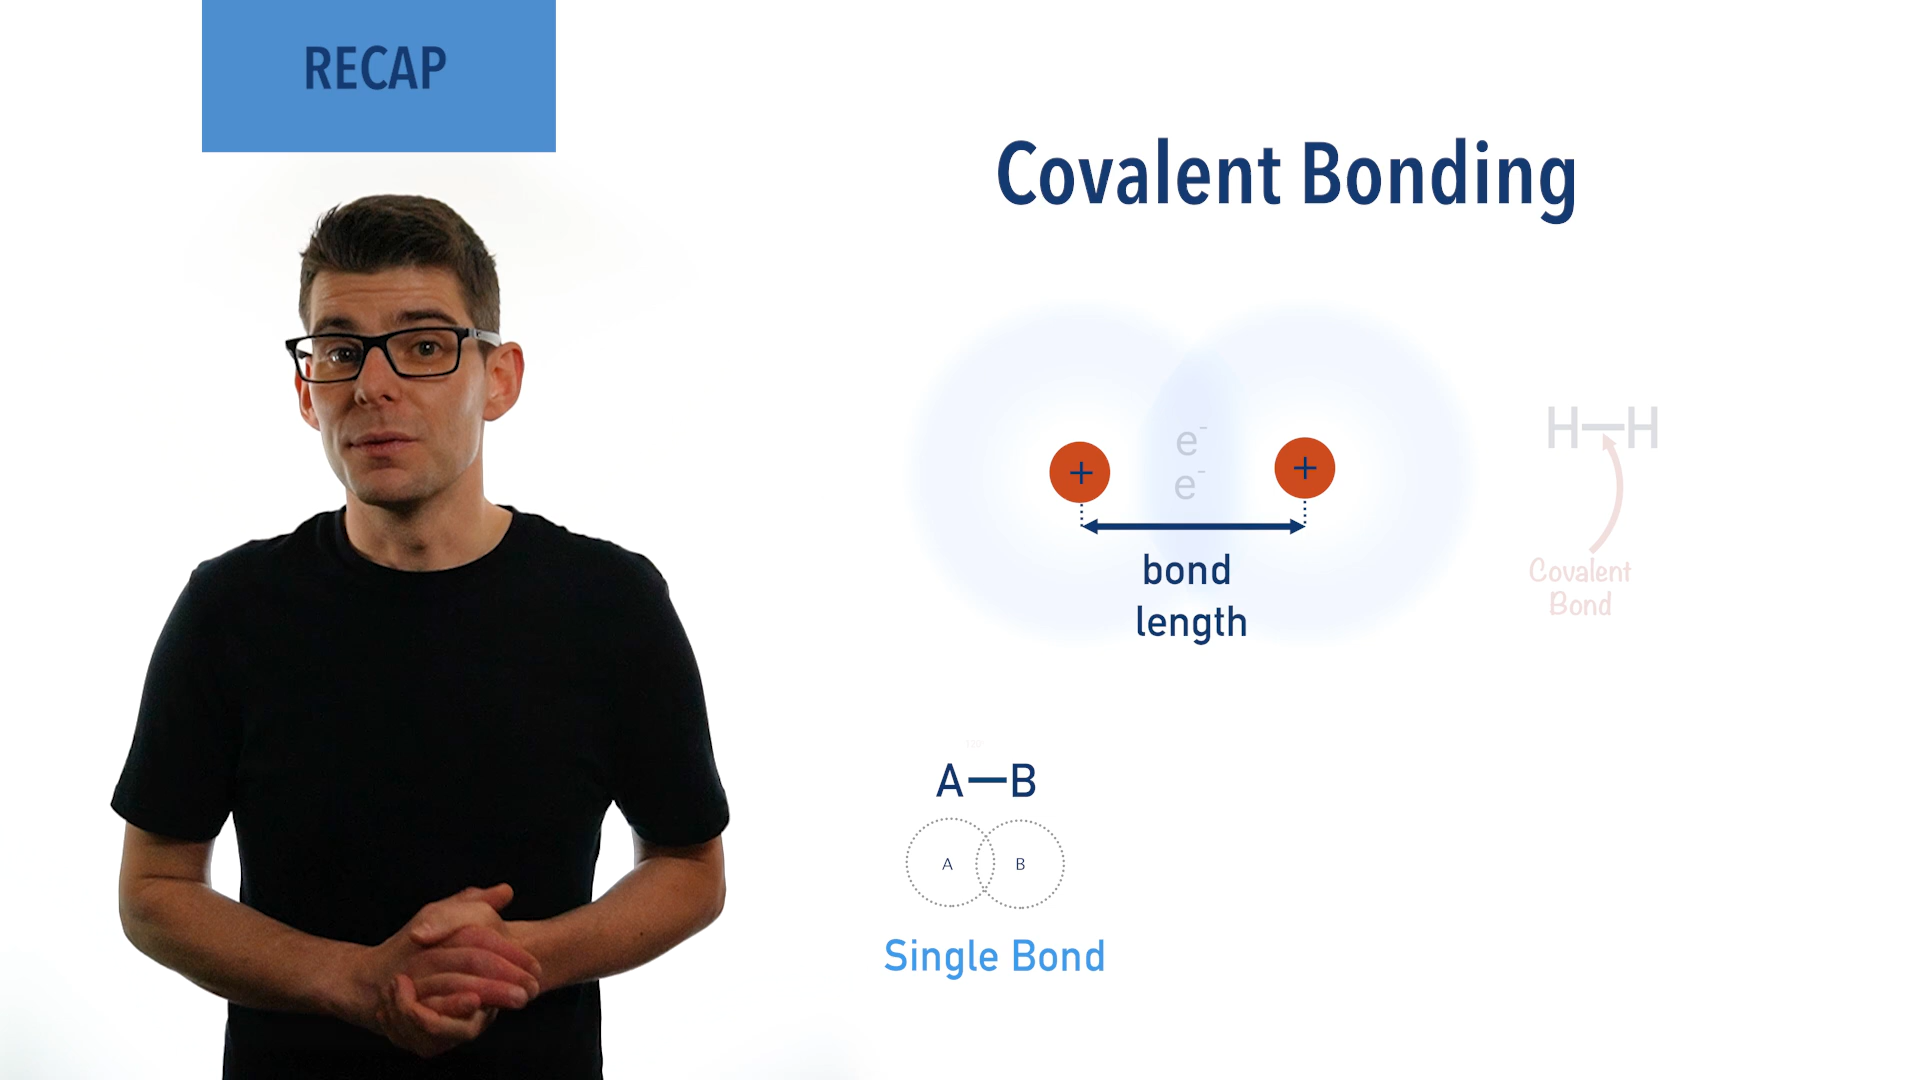 RECAP
Covalent Bonding
+
e-
e-
+
bond
length
H—H
Covalent
Bond
A—B
A
B
Single Bond